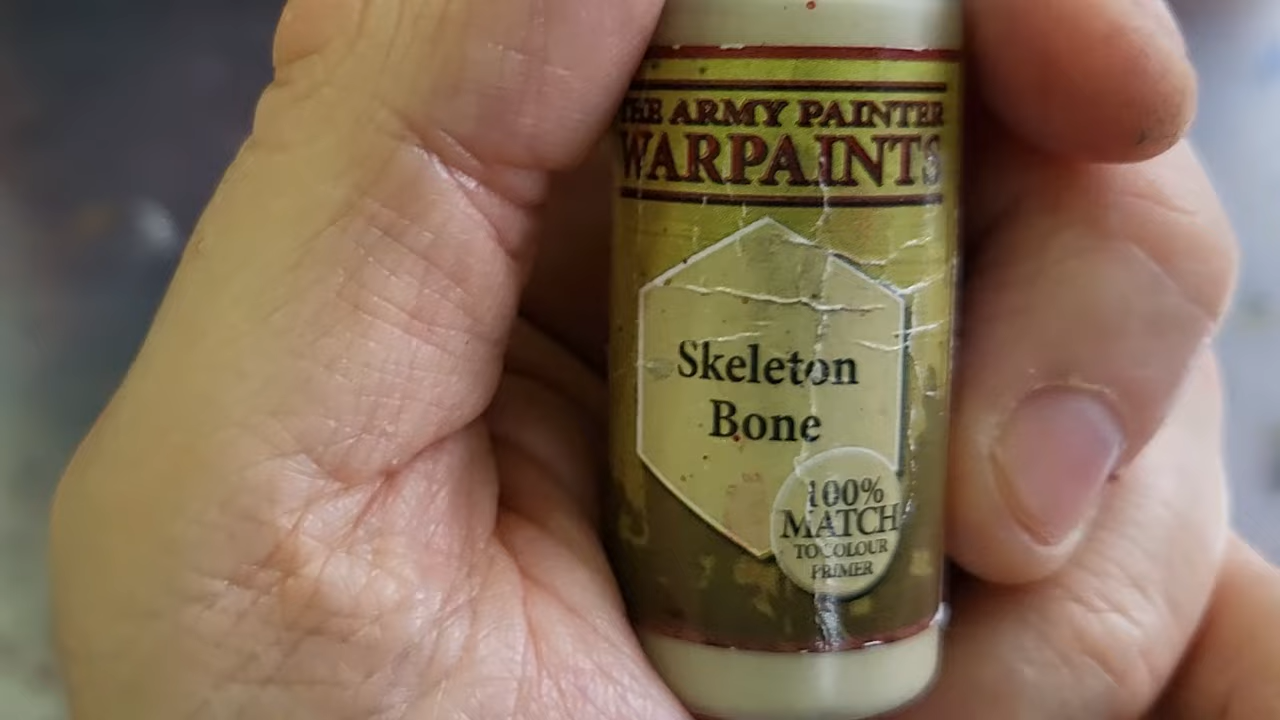 THE ARMY PAINTER
WARPAINTS
Skeleton
Bone
100%
MATCH
TO COLOUR
PRIMER